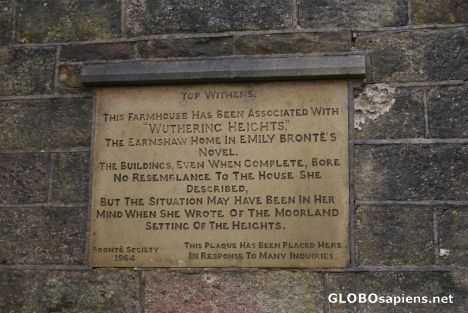 TOP WITHENS.
THIS FARMHOUSE HAS BEEN ASSOCIATED WITH
"WUTHERING HEIGHTS,"
THE EARNSHAW HOME IN EMILY BRONTË'S
NOVEL.
THE BUILDINGS, EVEN WHEN COMPLETE, BORE
NO RESEMBLANCE TO THE HOUSE SHE
DESCRIBED,
BUT THE SITUATION MAY HAVE BEEN IN HER
MIND WHEN SHE WROTE OF THE MOORLAND
SETTING OF THE HEIGHTS.
BRONTË SOCIETY
1964
THIS PLAQUE HAS BEEN PLACED HERE
IN RESPONSE TO MANY INQUIRIES.
GLOBOsapiens.net